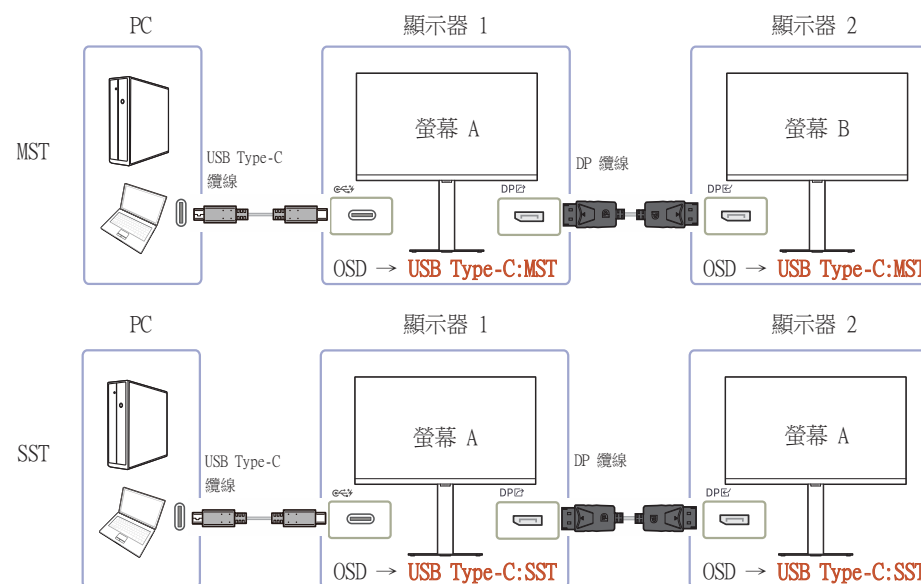 PC
顯示器 1
顯示器 2
螢幕 A
螢幕 B
MST
USB Type-C
纜線
DP 纜線
DP
DP
OSD → USB Type-C:MST
OSD → USB Type-C:MST
PC
顯示器 1
顯示器 2
螢幕 A
螢幕 A
SST
USB Type-C
纜線
DP 纜線
DP
DP
OSD → USB Type-C:SST
OSD → USB Type-C:SST